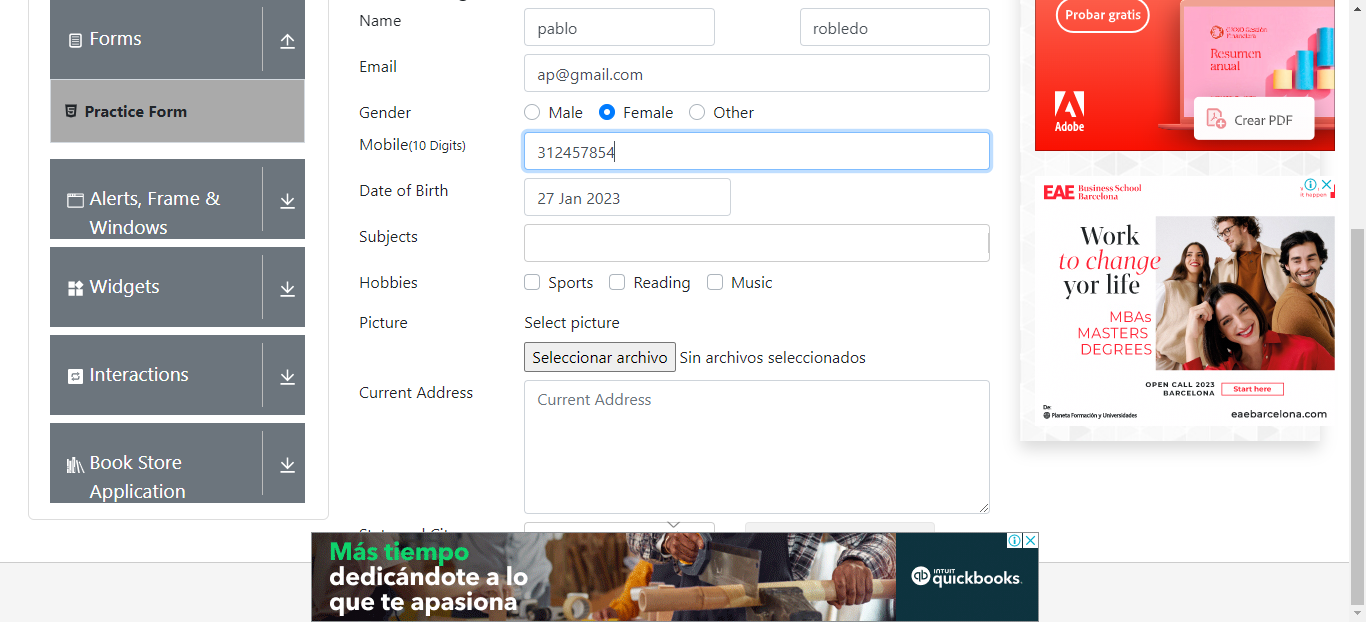 Forms
Practice Form
Alerts, Frame &
Windows
Widgets
Interactions
Book Store
Application
Name
pablo
robledo
Email
ap@gmail.com
Gender
Male
Female
Other
Mobile(10 Digits)
312457854
Date of Birth
27 Jan 2023
Subjects
Hobbies
Sports
Reading
Music
Picture
Select picture
Seleccionar archivo
Sin archivos seleccionados
Current Address
Current Address
Probar gratis
Resumen
anual
Adobe
Crear PDF
EAE Business School
Barcelona
it happen
Work
to change
yor life
MBAs
MASTERS
DEGREES
OPEN CALL 2023
BARCELONA
Start here
De:
Planeta Formación y Universidades
eaebarcelona.com
Más tiempo
dedicándote a lo
que te apasiona
INTUIT
quickbooks.